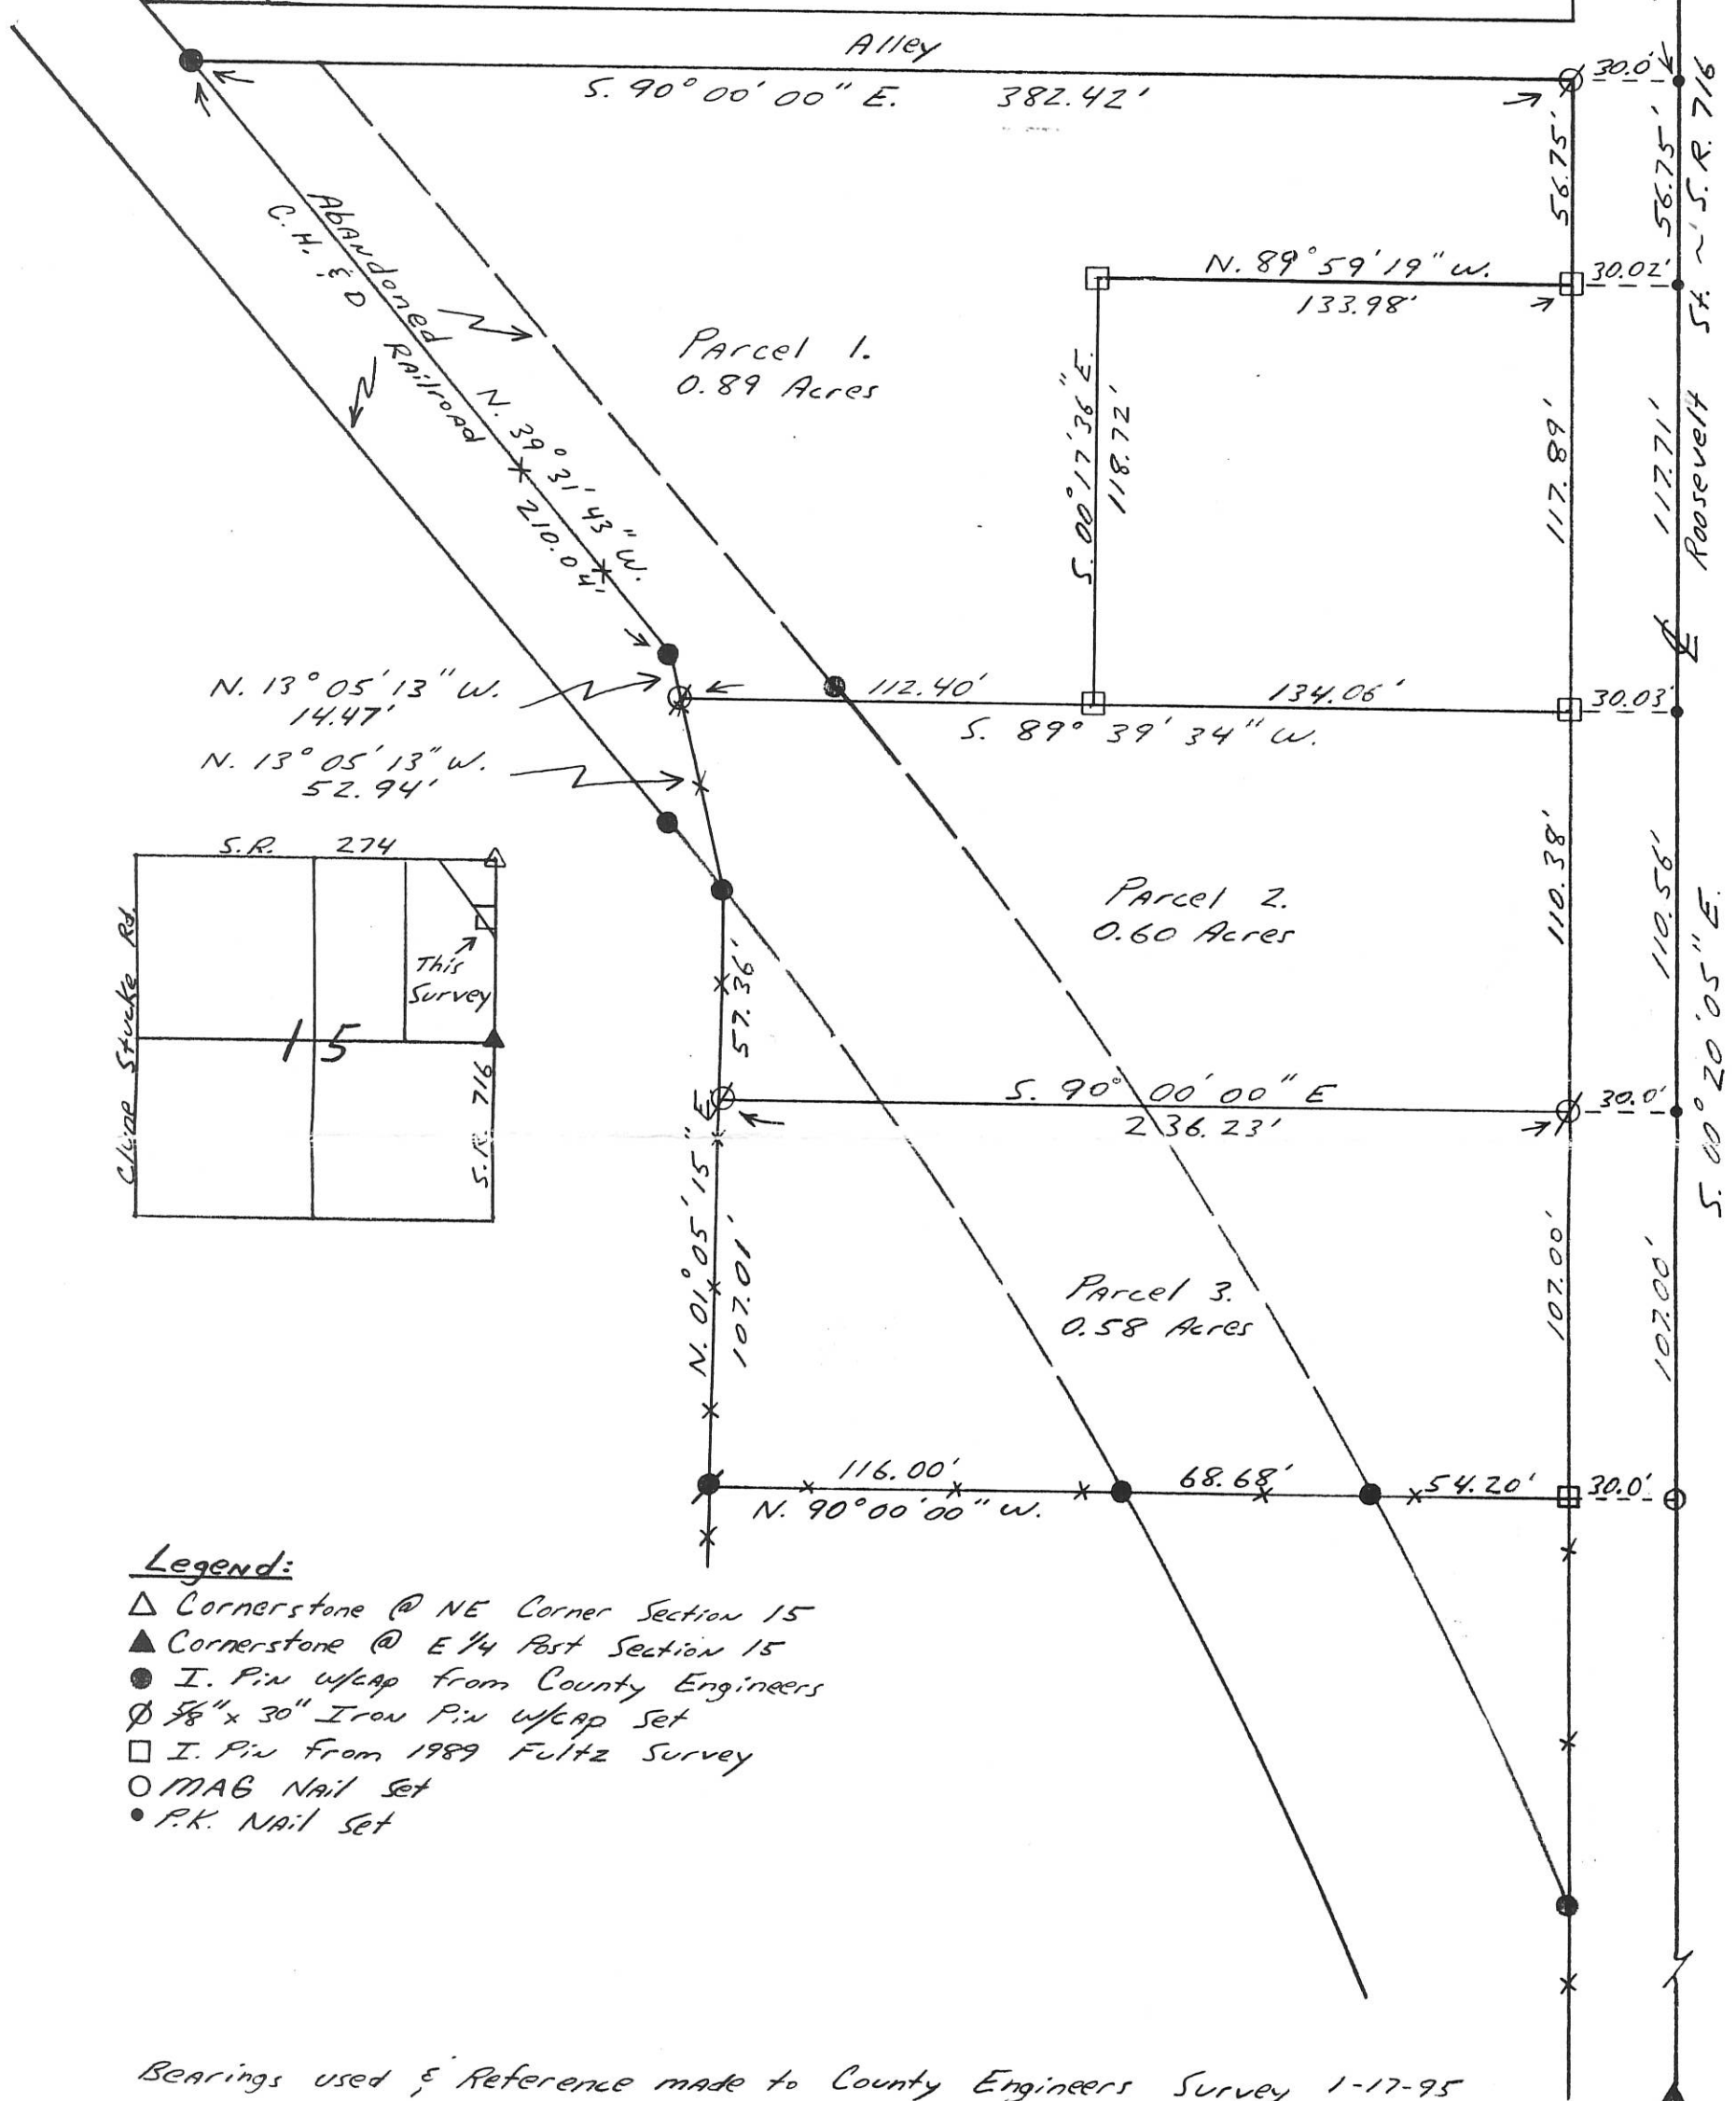 Alley
S. 90° 00' 00" E. 382.42'
30.0'
56.75'
56.75'
Roosevelt St. ~ S.R. 716
Abandoned
C.H. & D
Railroad
N. 39° 31' 43" W.
210.04'
Parcel 1.
0.89 Acres
N. 89° 59' 19" W.
133.98'
30.02'
S. 00° 17' 36" E.
118.72'
117.89'
117.71'
N. 13° 05' 13" W.
14.47'
112.40'
134.06'
30.03'
S. 89° 39' 34" W.
N. 13° 05' 13" W.
52.94'
S.R. 274
Cline Stucke Rd.
This
Survey
15
S.R. 716
Parcel 2.
0.60 Acres
110.38'
110.56'
S. 00° 20' 05" E.
57.36'
S. 90° 00' 00" E
236.23'
30.0'
N. 01° 05' 15" E
107.01'
Parcel 3.
0.58 Acres
107.00'
107.00'
116.00'
68.68'
54.20'
30.0'
N. 90° 00' 00" W.
Legend:
△ Cornerstone @ NE Corner Section 15
▲ Cornerstone @ E 1/4 Post Section 15
● I. Pin w/cap from County Engineers
Ø 5/8" x 30" Iron Pin w/cap Set
□ I. Pin from 1989 Fultz Survey
○ MAG Nail Set
• P.K. Nail Set
Bearings used & Reference made to County Engineers Survey 1-17-95